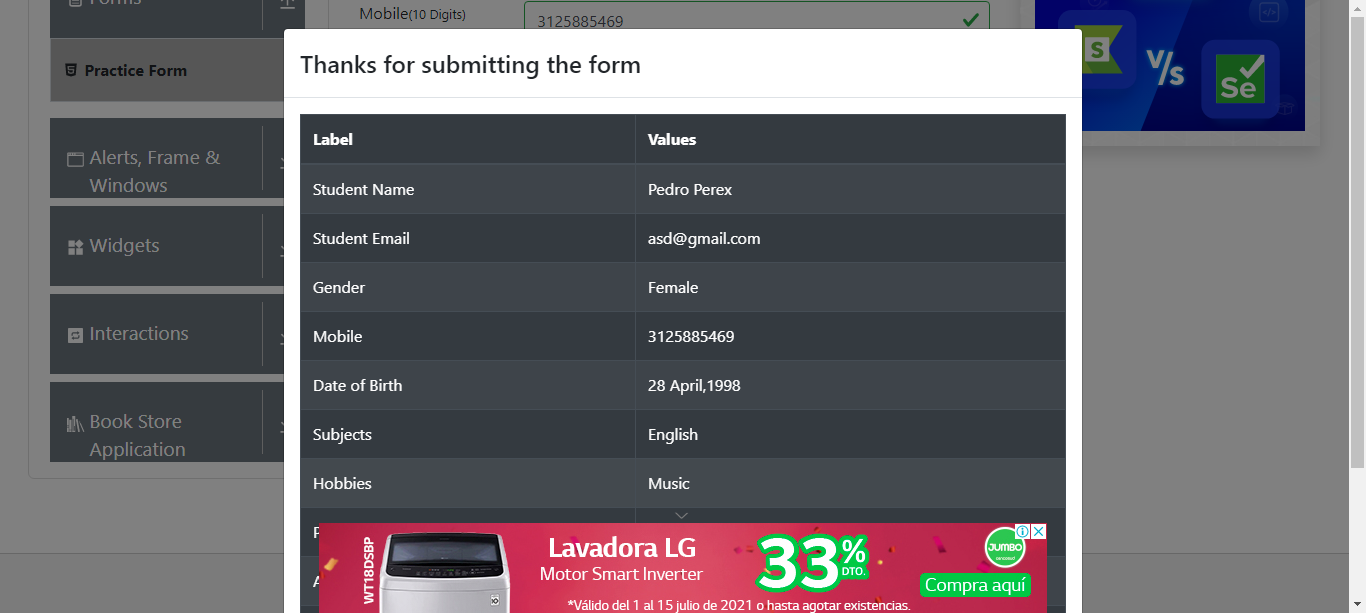 Forms
Mobile(10 Digits)
3125885469
Practice Form
Alerts, Frame &
Windows
Widgets
Interactions
Book Store
Application
S
V/s
Se
Thanks for submitting the form
Label Values
Student Name Pedro Perex
Student Email asd@gmail.com
Gender Female
Mobile 3125885469
Date of Birth 28 April,1998
Subjects English
Hobbies Music
P
A
WT18DSBP
Lavadora LG
Motor Smart Inverter
33% DTO.
JUMBO
Compra aquí
*Válido del 1 al 15 julio de 2021 o hasta agotar existencias.